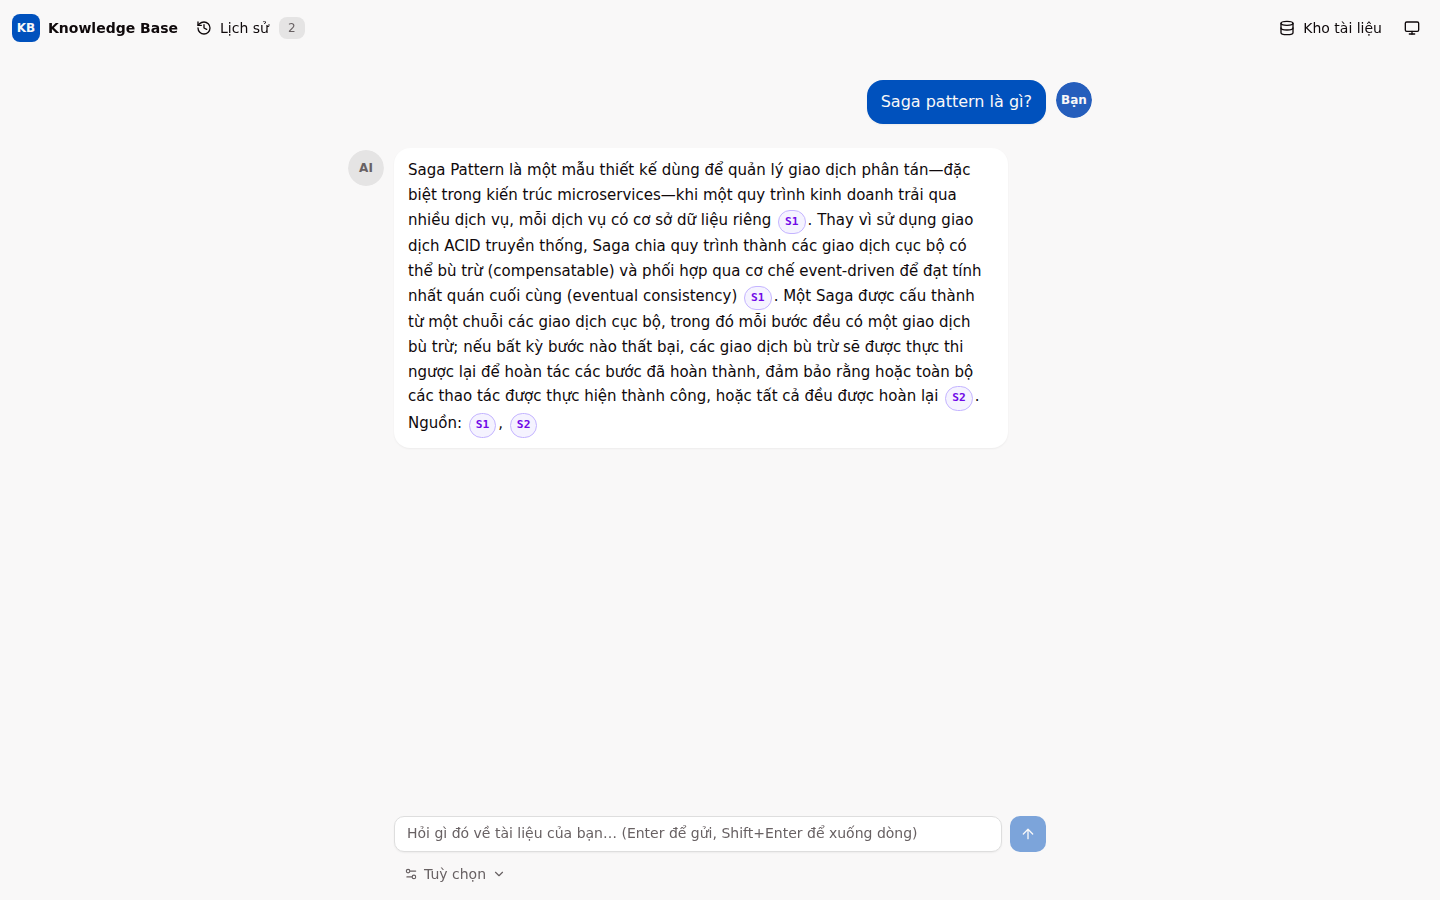 KB Knowledge Base Lịch sử 2 Kho tài liệu
Saga pattern là gì? Bạn
AI
Saga Pattern là một mẫu thiết kế dùng để quản lý giao dịch phân tán—đặc
biệt trong kiến trúc microservices—khi một quy trình kinh doanh trải qua
nhiều dịch vụ, mỗi dịch vụ có cơ sở dữ liệu riêng S1. Thay vì sử dụng giao
dịch ACID truyền thống, Saga chia quy trình thành các giao dịch cục bộ có
thể bù trừ (compensatable) và phối hợp qua cơ chế event-driven để đạt tính
nhất quán cuối cùng (eventual consistency) S1. Một Saga được cấu thành
từ một chuỗi các giao dịch cục bộ, trong đó mỗi bước đều có một giao dịch
bù trừ; nếu bất kỳ bước nào thất bại, các giao dịch bù trừ sẽ được thực thi
ngược lại để hoàn tác các bước đã hoàn thành, đảm bảo rằng hoặc toàn bộ
các thao tác được thực hiện thành công, hoặc tất cả đều được hoàn lại S2.
Nguồn: S1, S2
Hỏi gì đó về tài liệu của bạn… (Enter để gửi, Shift+Enter để xuống dòng)
Tuỳ chọn